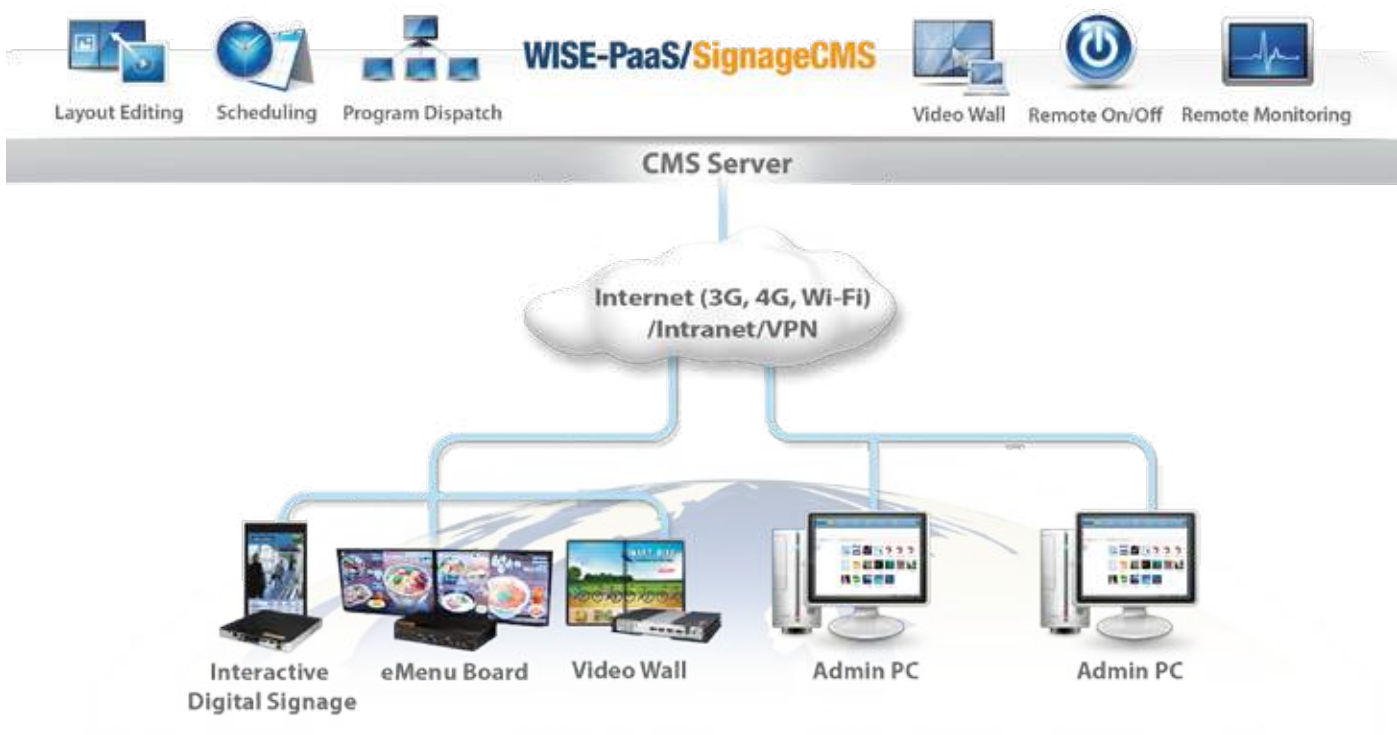 WISE-PaaS/SignageCMS
Layout Editing
Scheduling
Program Dispatch
Video Wall
Remote On/Off
Remote Monitoring
CMS Server
Internet (3G, 4G, Wi-Fi)
/Intranet/VPN
Interactive
Digital Signage
eMenu Board
Video Wall
Admin PC
Admin PC